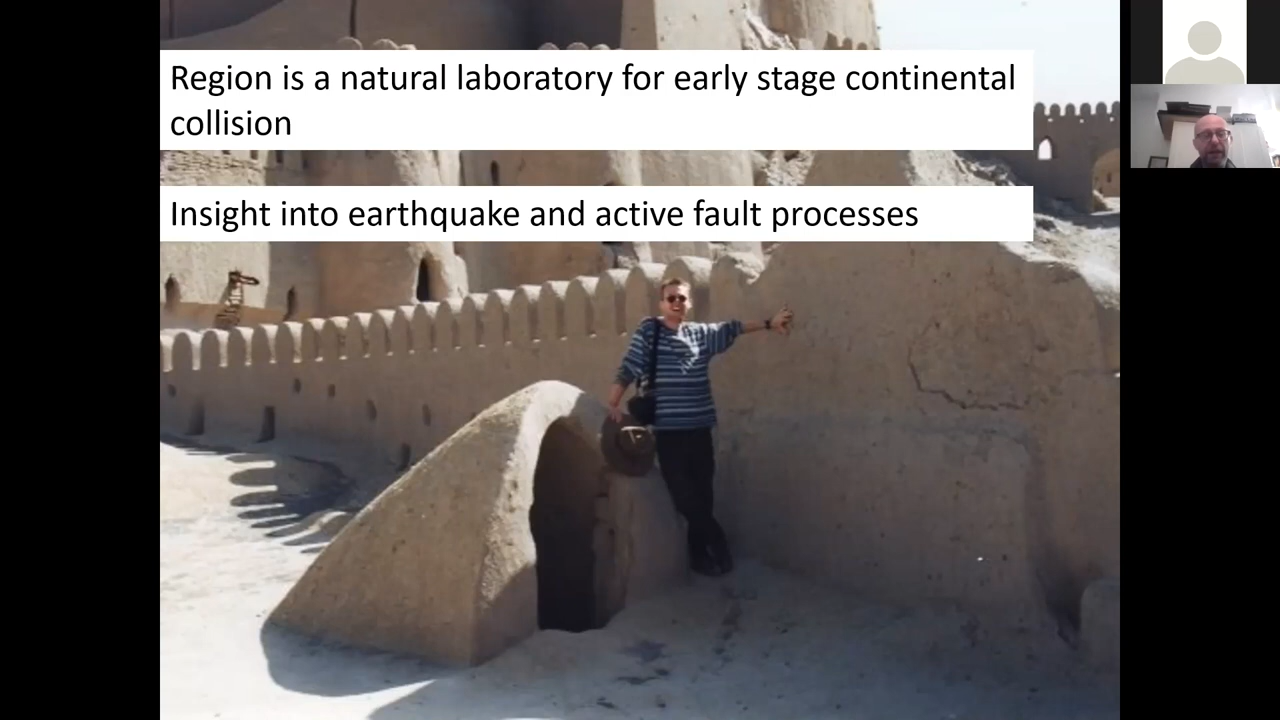 Region is a natural laboratory for early stage continental
collision
Insight into earthquake and active fault processes